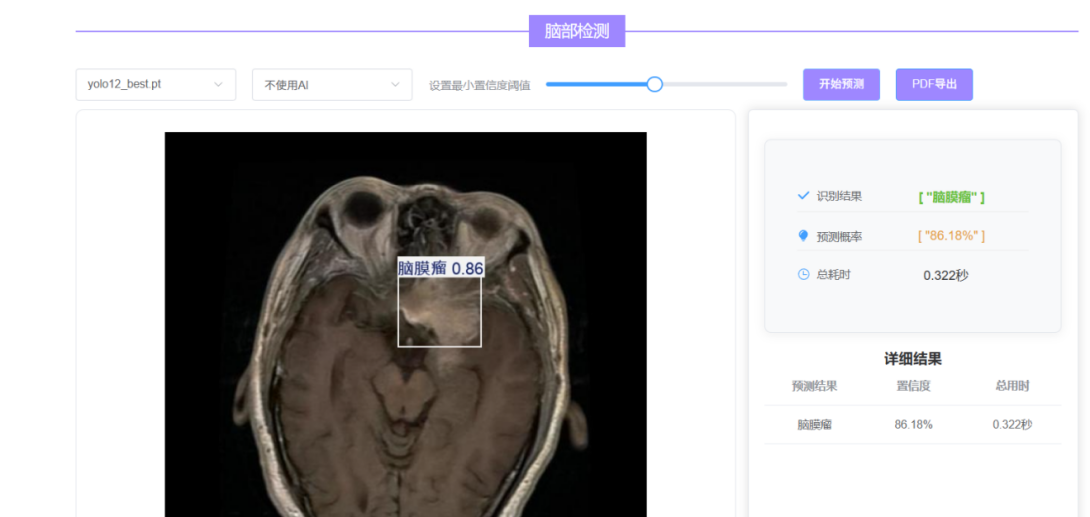 脑部检测
yolo12_best.pt 不使用AI 设置最小置信度阈值 开始预测 PDF导出
脑膜瘤 0.86
识别结果 ["脑膜瘤"]
预测概率 ["86.18%"]
总耗时 0.322秒
详细结果
预测结果 置信度 总用时
脑膜瘤 86.18% 0.322秒